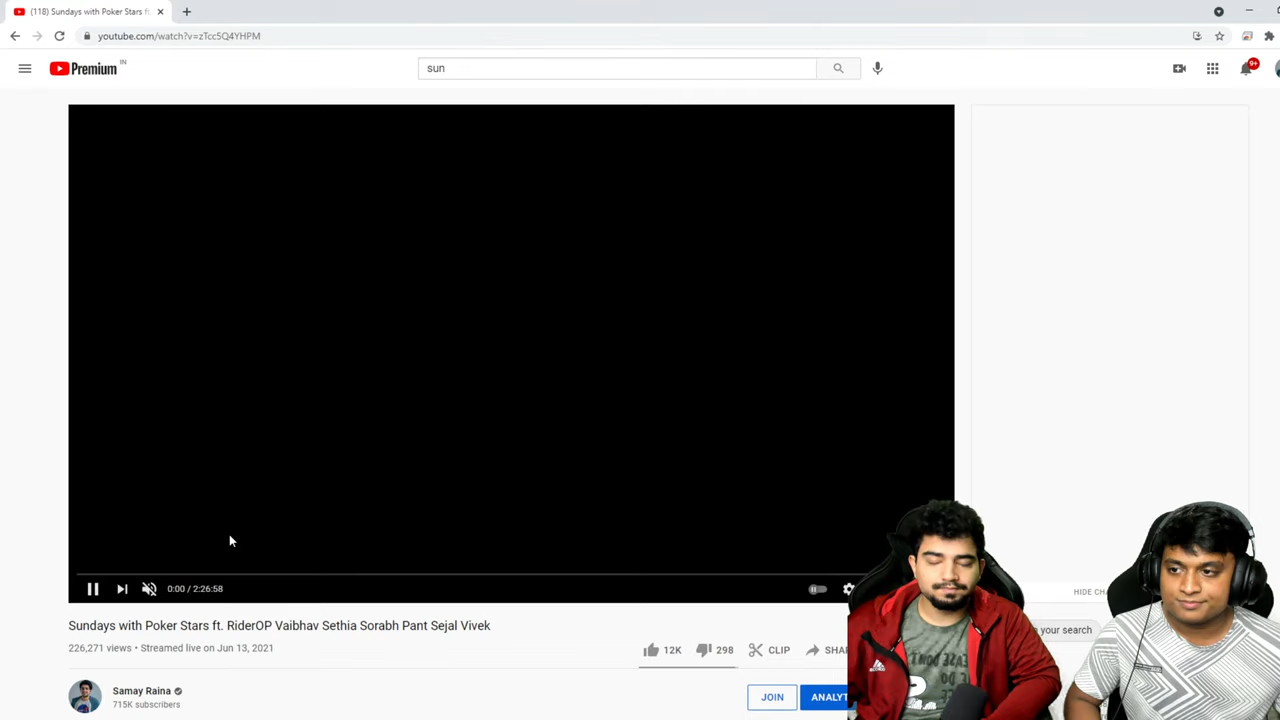 (118) Sundays with Poker Stars f
youtube.com/watch?v=zTcc5Q4YHPM
Premium IN
sun
9+
0:00 / 2:26:58
HIDE CHA
Sundays with Poker Stars ft. RiderOP Vaibhav Sethia Sorabh Pant Sejal Vivek
your search
226,271 views • Streamed live on Jun 13, 2021
12K
298
CLIP
SHAR
Samay Raina
715K subscribers
JOIN
ANALYT